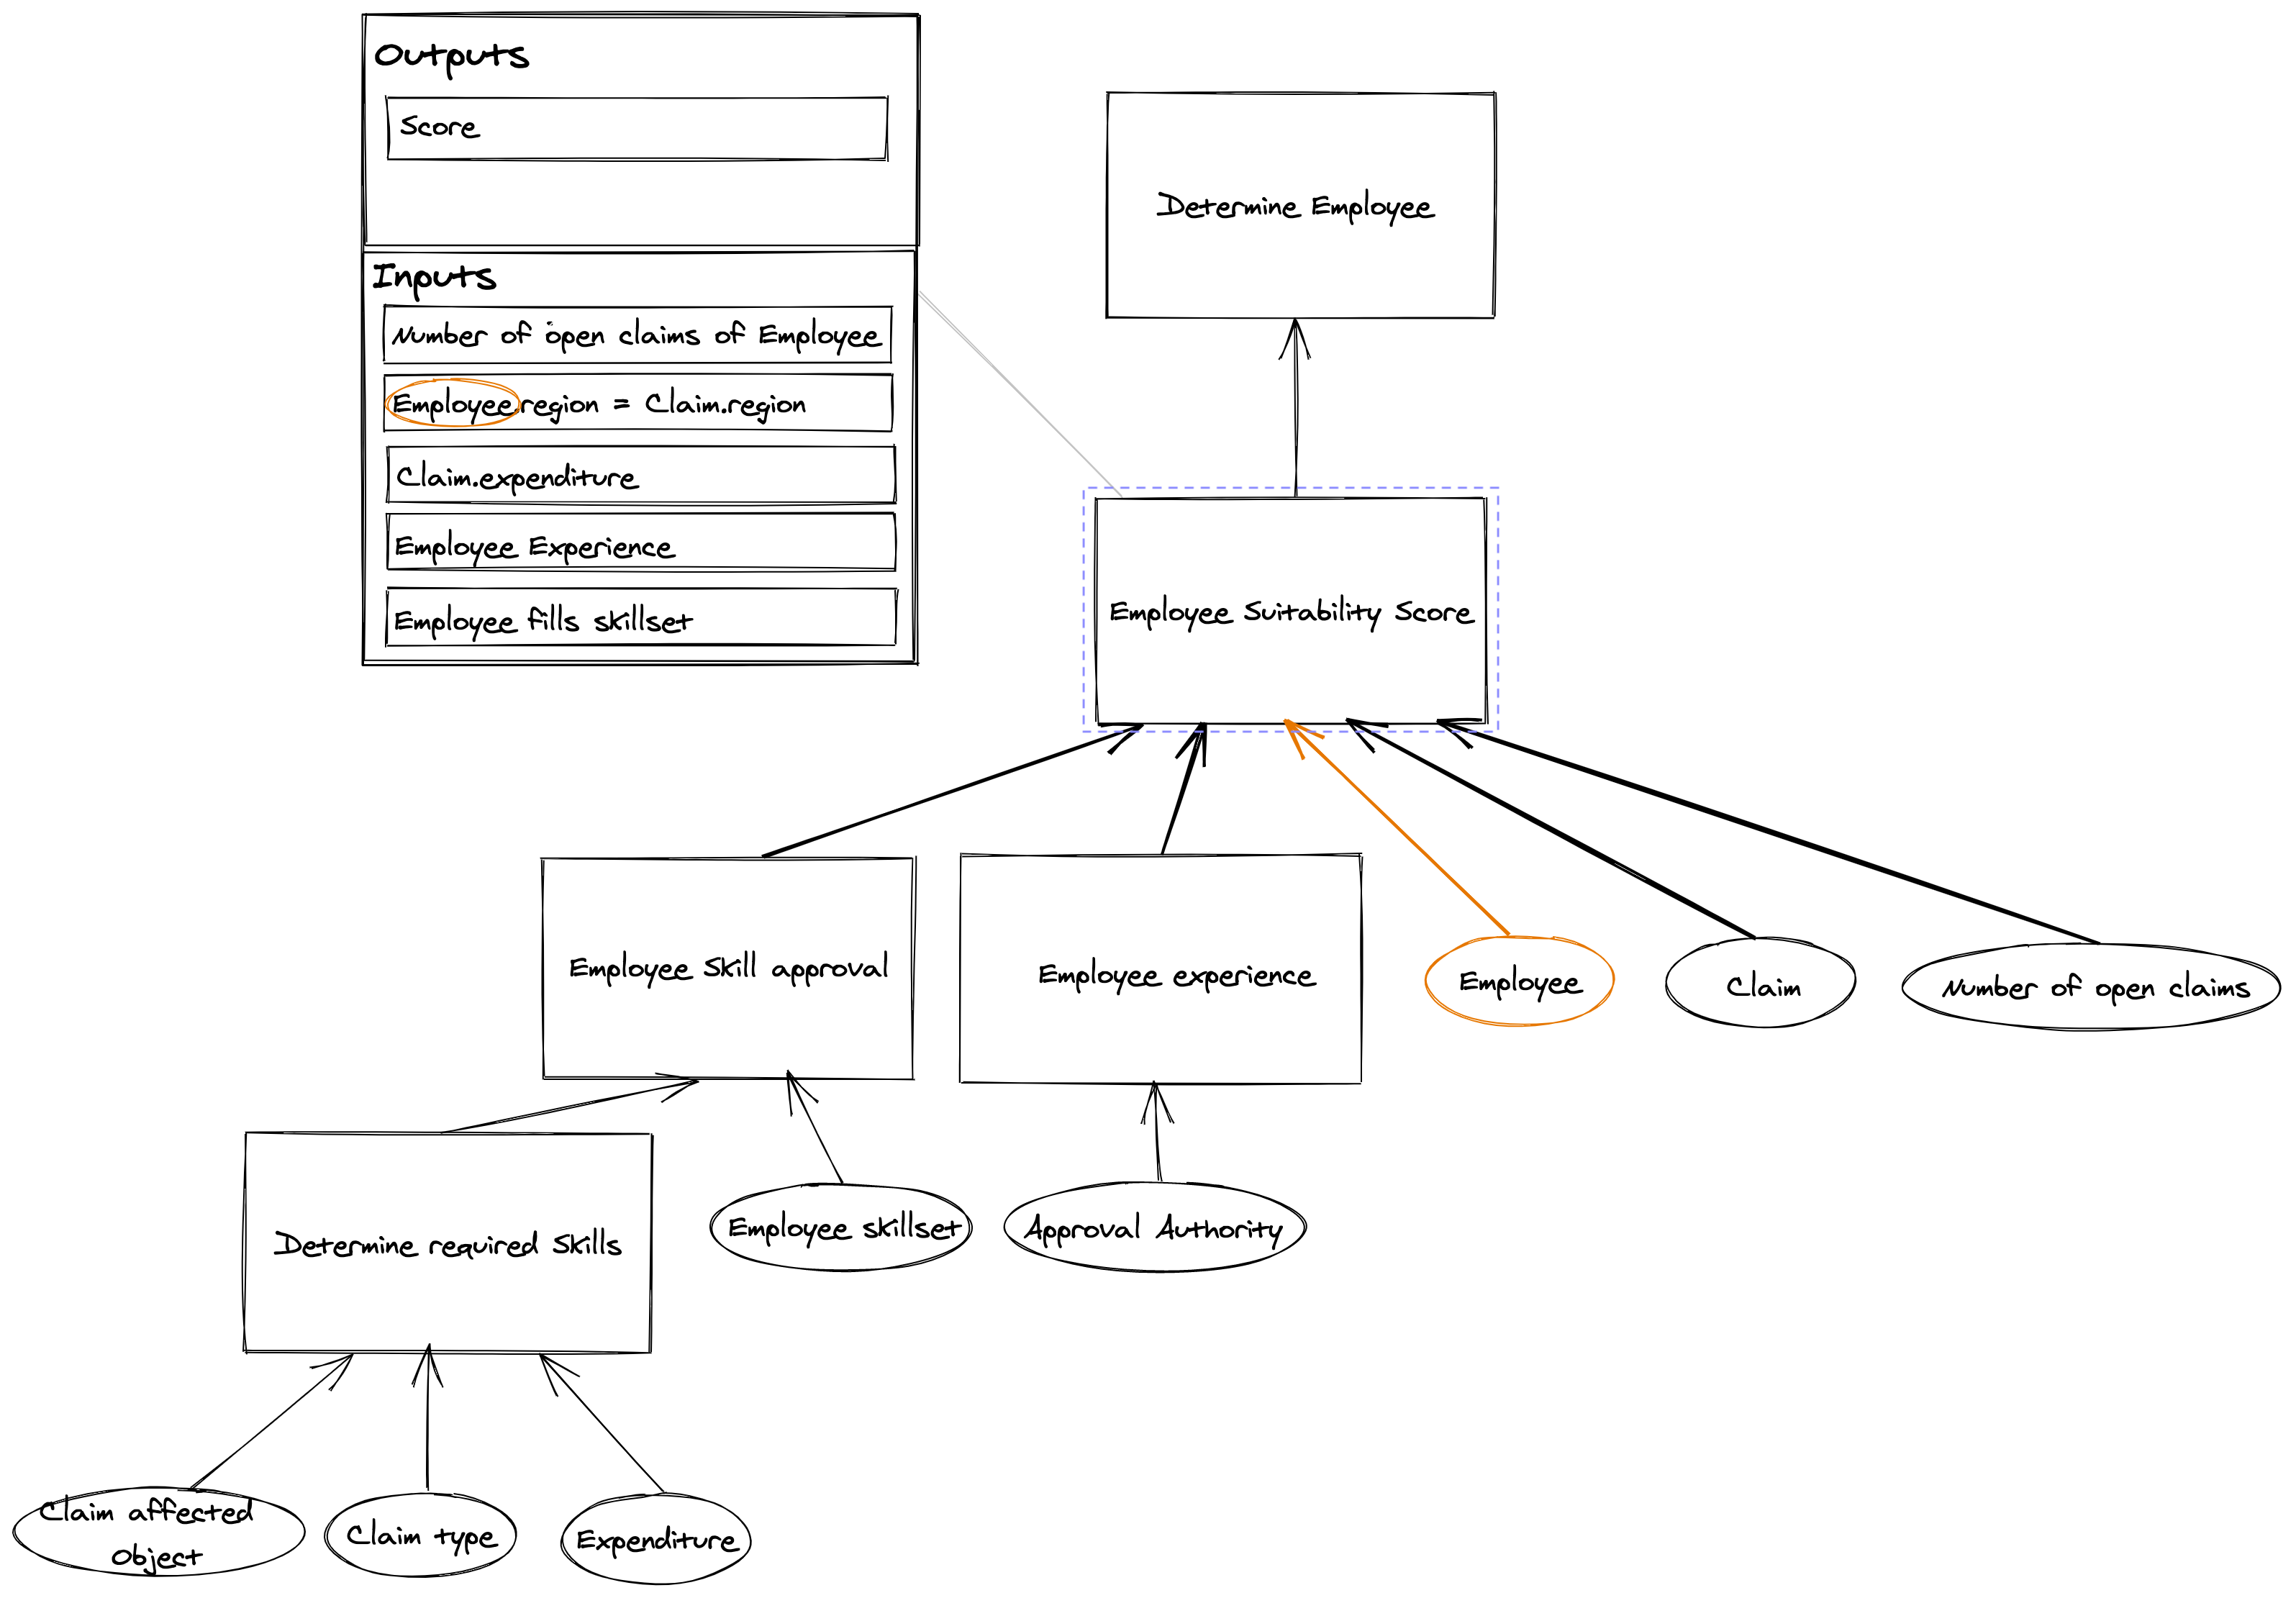 Outputs
Score
Inputs
Number of open claims of Employee
Employee.region = Claim.region
Claim.expenditure
Employee Experience
Employee fills skillset
Determine Employee
Employee Suitability Score
Employee Skill approval
Employee experience
Employee
Claim
Number of open claims
Determine required Skills
Employee skillset
Approval Authority
Claim affected
Object
Claim type
Expenditure